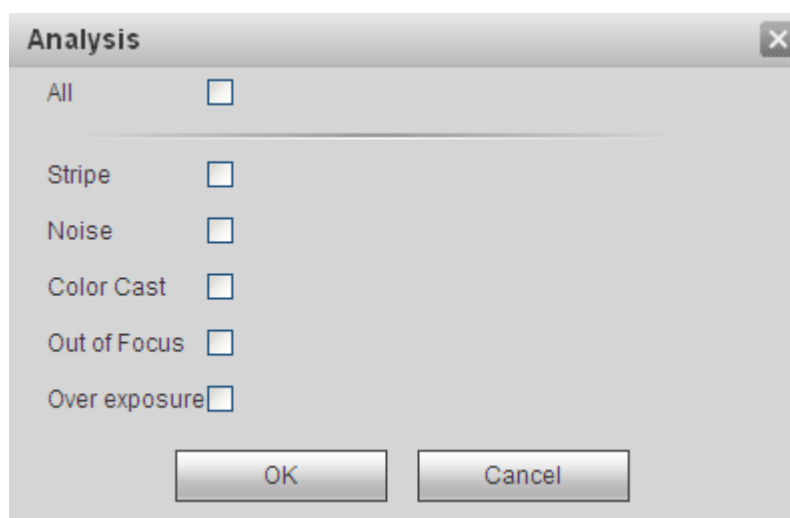 Analysis
All
Stripe
Noise
Color Cast
Out of Focus
Over exposure
OK
Cancel